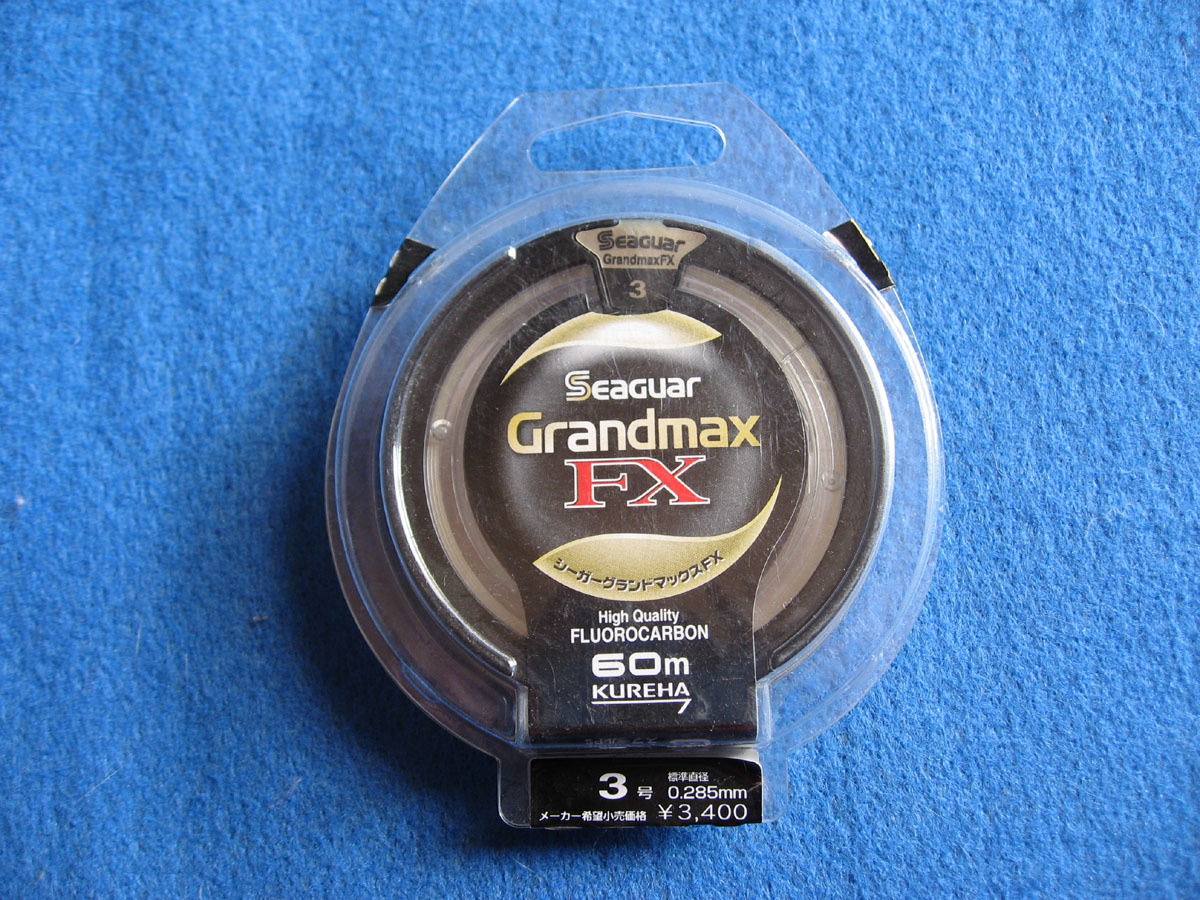 Seaguar
GrandmaxFX
3
Seaguar
Grandmax
FX
シーガーグランドマックスFX
High Quality
FLUOROCARBON
60m
KUREHA
3号 標準直径 0.285mm
メーカー希望小売価格 ¥3,400